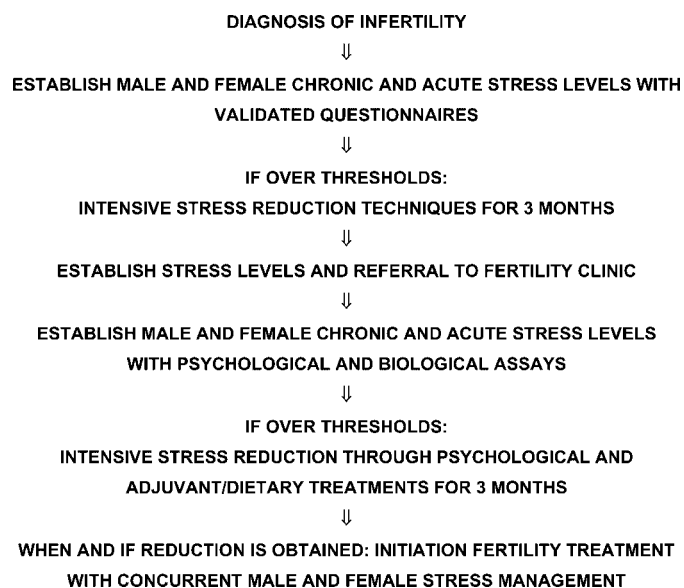 DIAGNOSIS OF INFERTILITY
⇓
ESTABLISH MALE AND FEMALE CHRONIC AND ACUTE STRESS LEVELS WITH
VALIDATED QUESTIONNAIRES
⇓
IF OVER THRESHOLDS:
INTENSIVE STRESS REDUCTION TECHNIQUES FOR 3 MONTHS
⇓
ESTABLISH STRESS LEVELS AND REFERRAL TO FERTILITY CLINIC
⇓
ESTABLISH MALE AND FEMALE CHRONIC AND ACUTE STRESS LEVELS
WITH PSYCHOLOGICAL AND BIOLOGICAL ASSAYS
⇓
IF OVER THRESHOLDS:
INTENSIVE STRESS REDUCTION THROUGH PSYCHOLOGICAL AND
ADJUVANT/DIETARY TREATMENTS FOR 3 MONTHS
⇓
WHEN AND IF REDUCTION IS OBTAINED: INITIATION FERTILITY TREATMENT
WITH CONCURRENT MALE AND FEMALE STRESS MANAGEMENT